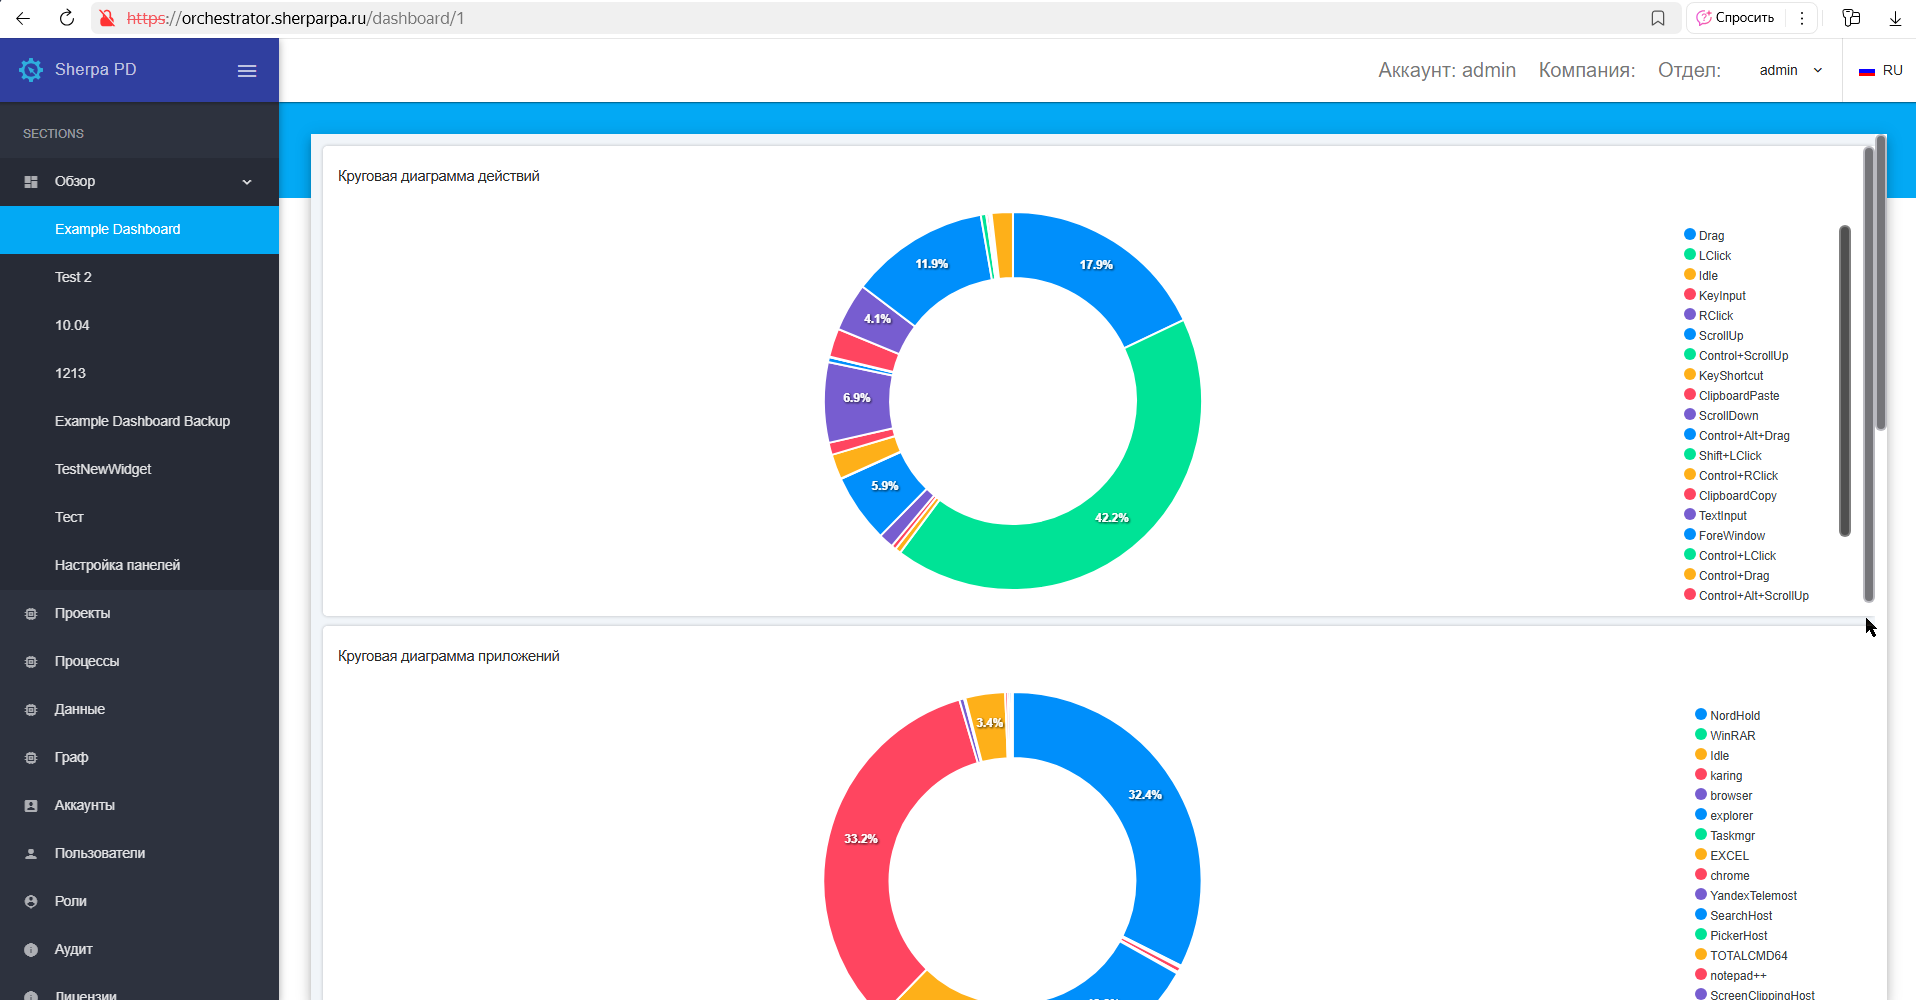 https://orchestrator.sherparpa.ru/dashboard/1
Спросить
Sherpa PD
Аккаунт: admin
Компания:
Отдел:
admin
RU
SECTIONS
Обзор
Example Dashboard
Test 2
10.04
1213
Example Dashboard Backup
TestNewWidget
Тест
Настройка панелей
Проекты
Процессы
Данные
Граф
Аккаунты
Пользователи
Роли
Аудит
Лицензии
Круговая диаграмма действий
11.9%
17.9%
4.1%
6.9%
5.9%
42.2%
Drag
LClick
Idle
KeyInput
RClick
ScrollUp
Control+ScrollUp
KeyShortcut
ClipboardPaste
ScrollDown
Control+Alt+Drag
Shift+LClick
Control+RClick
ClipboardCopy
TextInput
ForeWindow
Control+LClick
Control+Drag
Control+Alt+ScrollUp
Круговая диаграмма приложений
3.4%
32.4%
33.2%
NordHold
WinRAR
Idle
karing
browser
explorer
Taskmgr
EXCEL
chrome
YandexTelemost
SearchHost
PickerHost
TOTALCMD64
notepad++
ScreenClippingHost